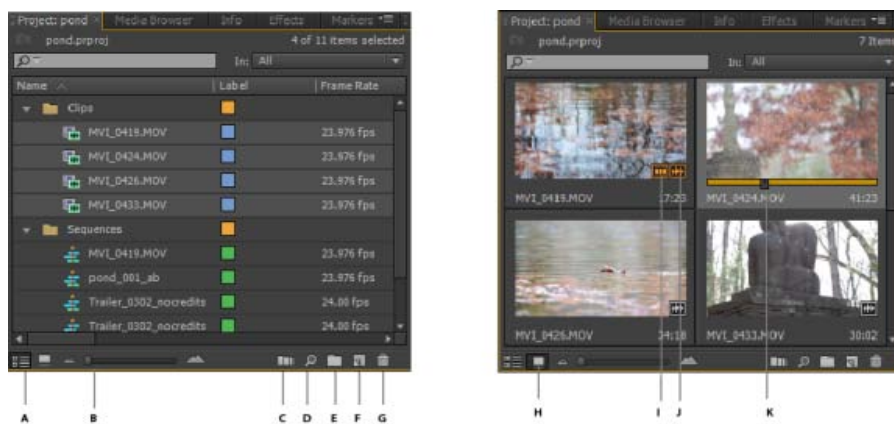 Project: pond × Media Browser Info Effects Markers
pond.prproj 4 of 11 items selected
In: All
Name Label Frame Rate
Clips
MVI_0419.MOV 23.976 fps
MVI_0424.MOV 23.976 fps
MVI_0426.MOV 23.976 fps
MVI_0433.MOV 23.976 fps
Sequences
MVI_0419.MOV 23.976 fps
pond_001_ab 23.976 fps
Trailer_0302_nocredits 24.00 fps
Trailer_0302_nocredits 24.00 fps
A B C D E F G
Project: pond × Media Browser Info Effects Markers
pond.prproj 7 Items
In: All
MVI_0419.MOV 17:23
MVI_0424.MOV 41:23
MVI_0426.MOV 34:18
MVI_0433.MOV 30:02
H I J K